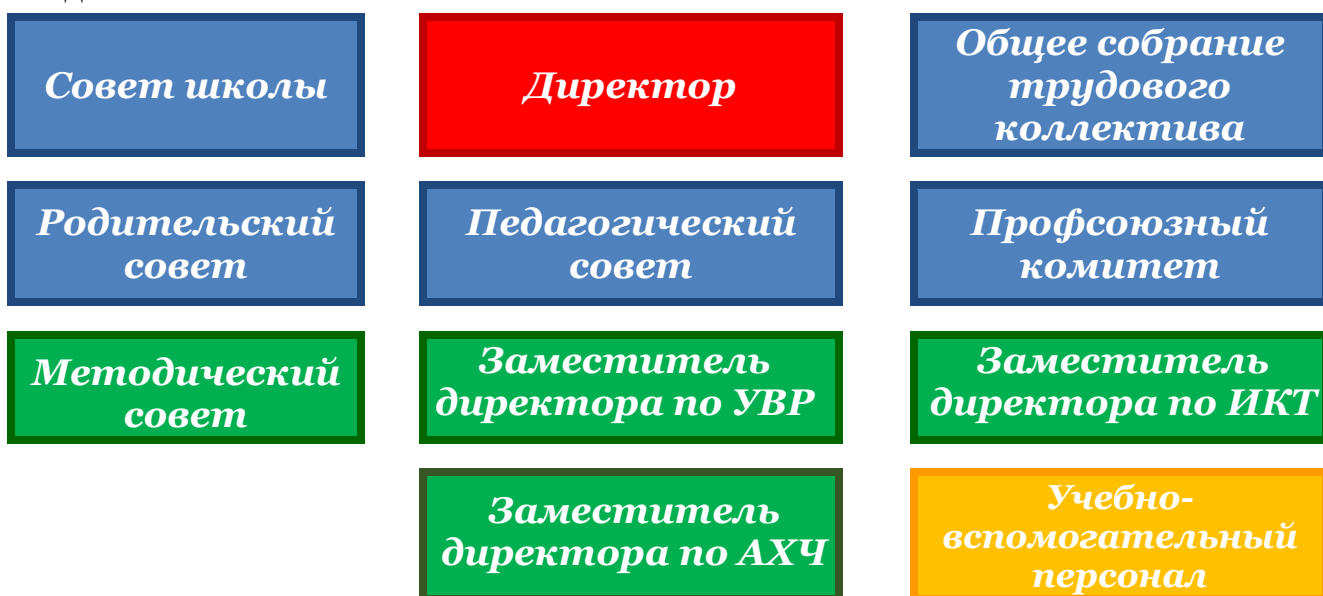 Совет школы
Директор
Общее собрание
трудового
коллектива
Родительский
совет
Педагогический
совет
Профсоюзный
комитет
Методический
совет
Заместитель
директора по УВР
Заместитель
директора по ИКТ
Заместитель
директора по АХЧ
Учебно-
вспомогательный
персонал